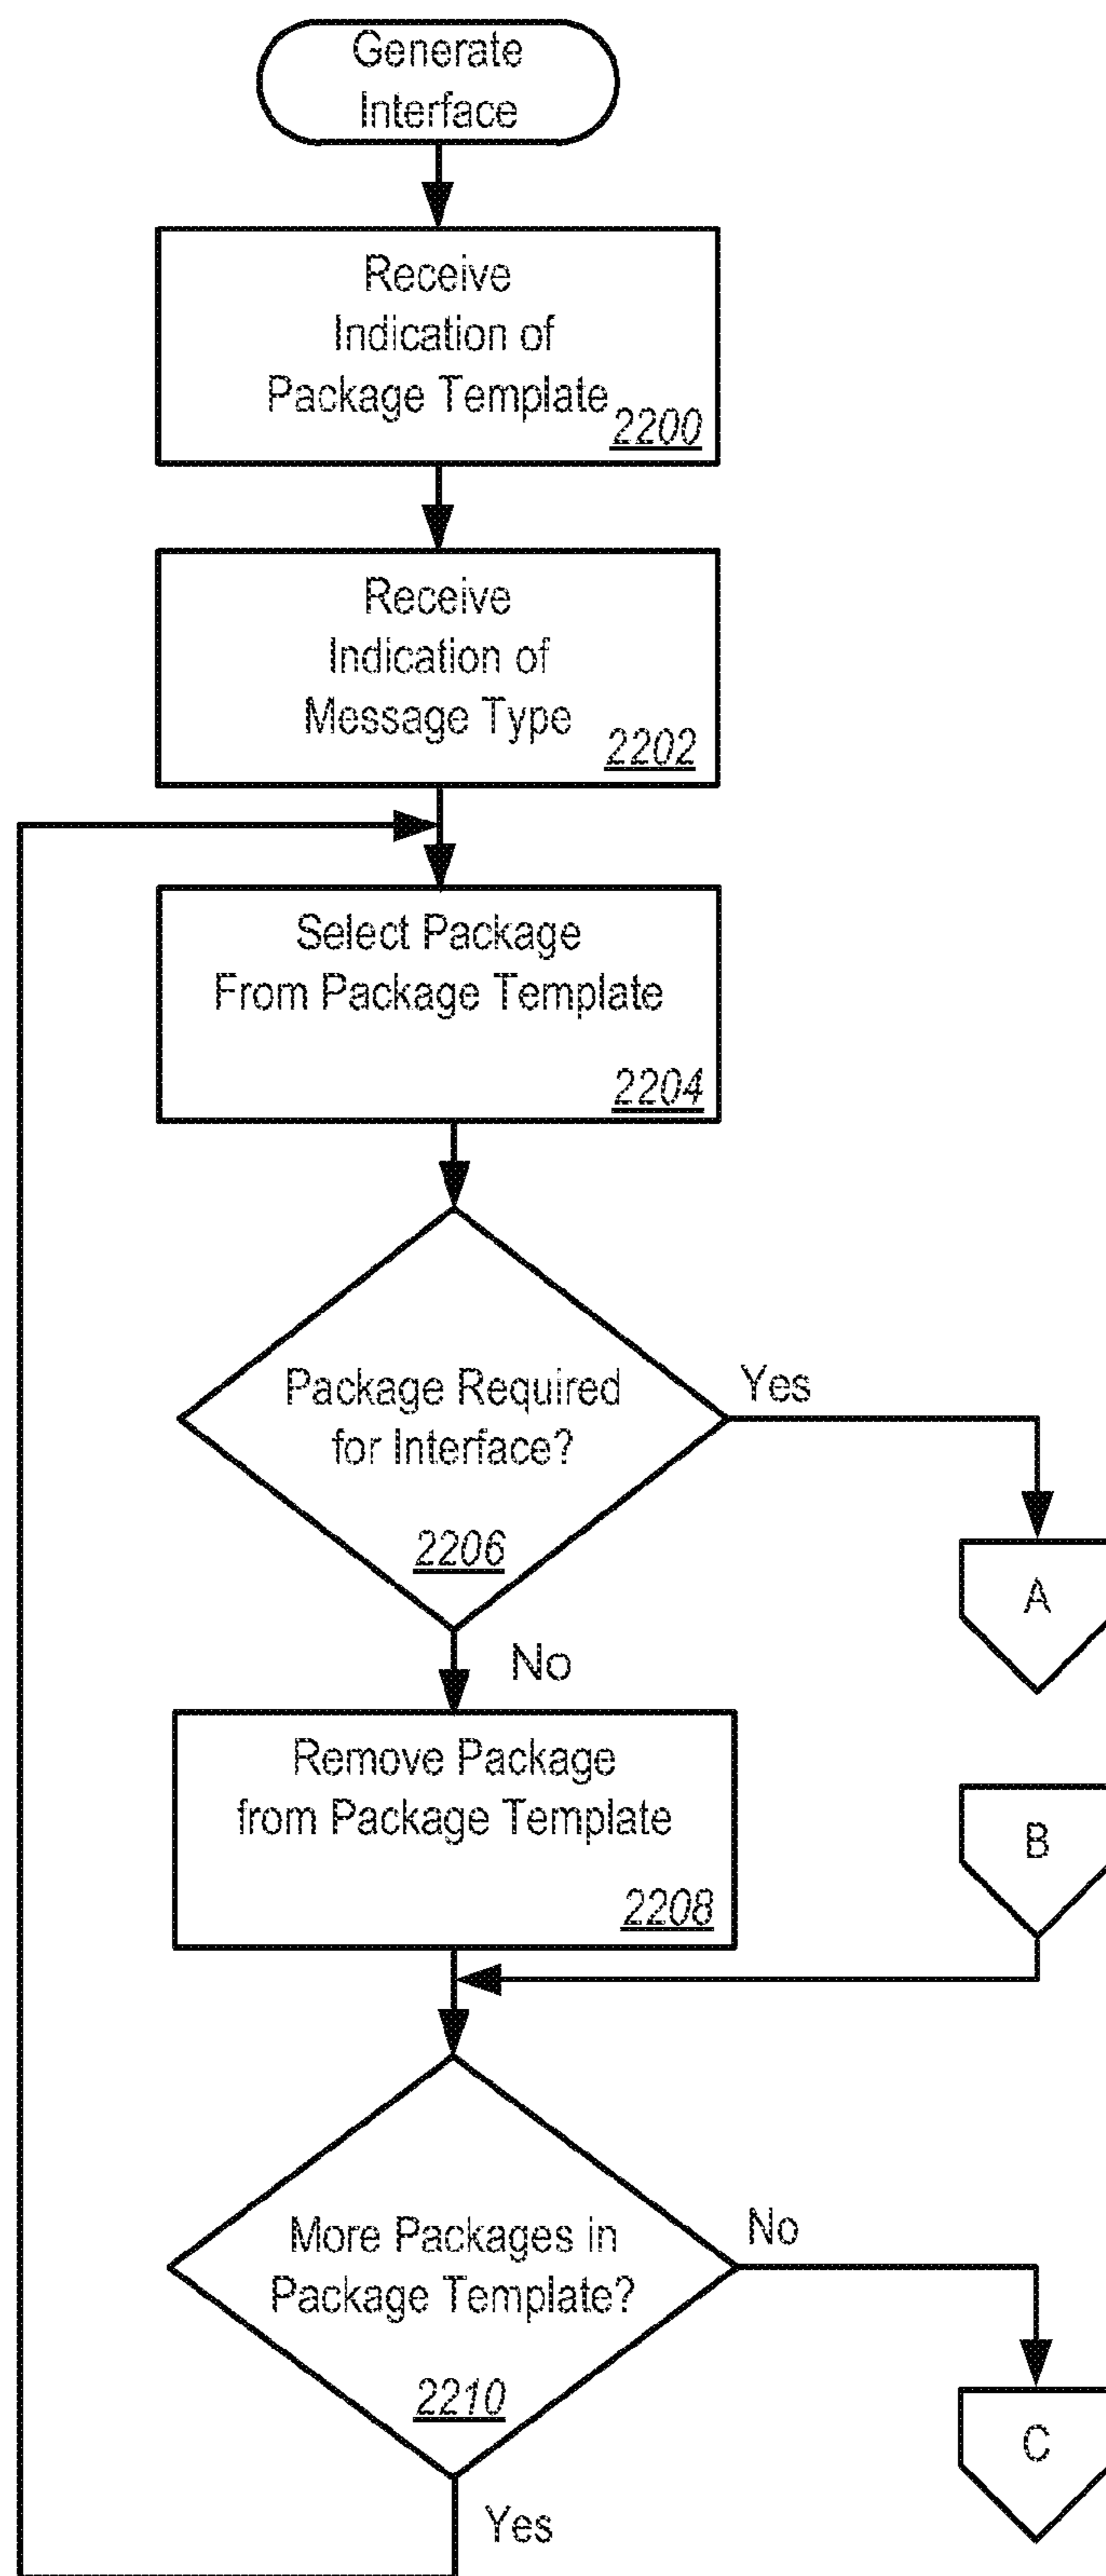 Generate
Interface
Receive
Indication of
Package Template
2200
Receive
Indication of
Message Type
2202
Select Package
From Package Template
2204
Package Required
for Interface?
2206
Yes
A
No
Remove Package
from Package Template
2208
B
More Packages in
Package Template?
2210
No
C
Yes